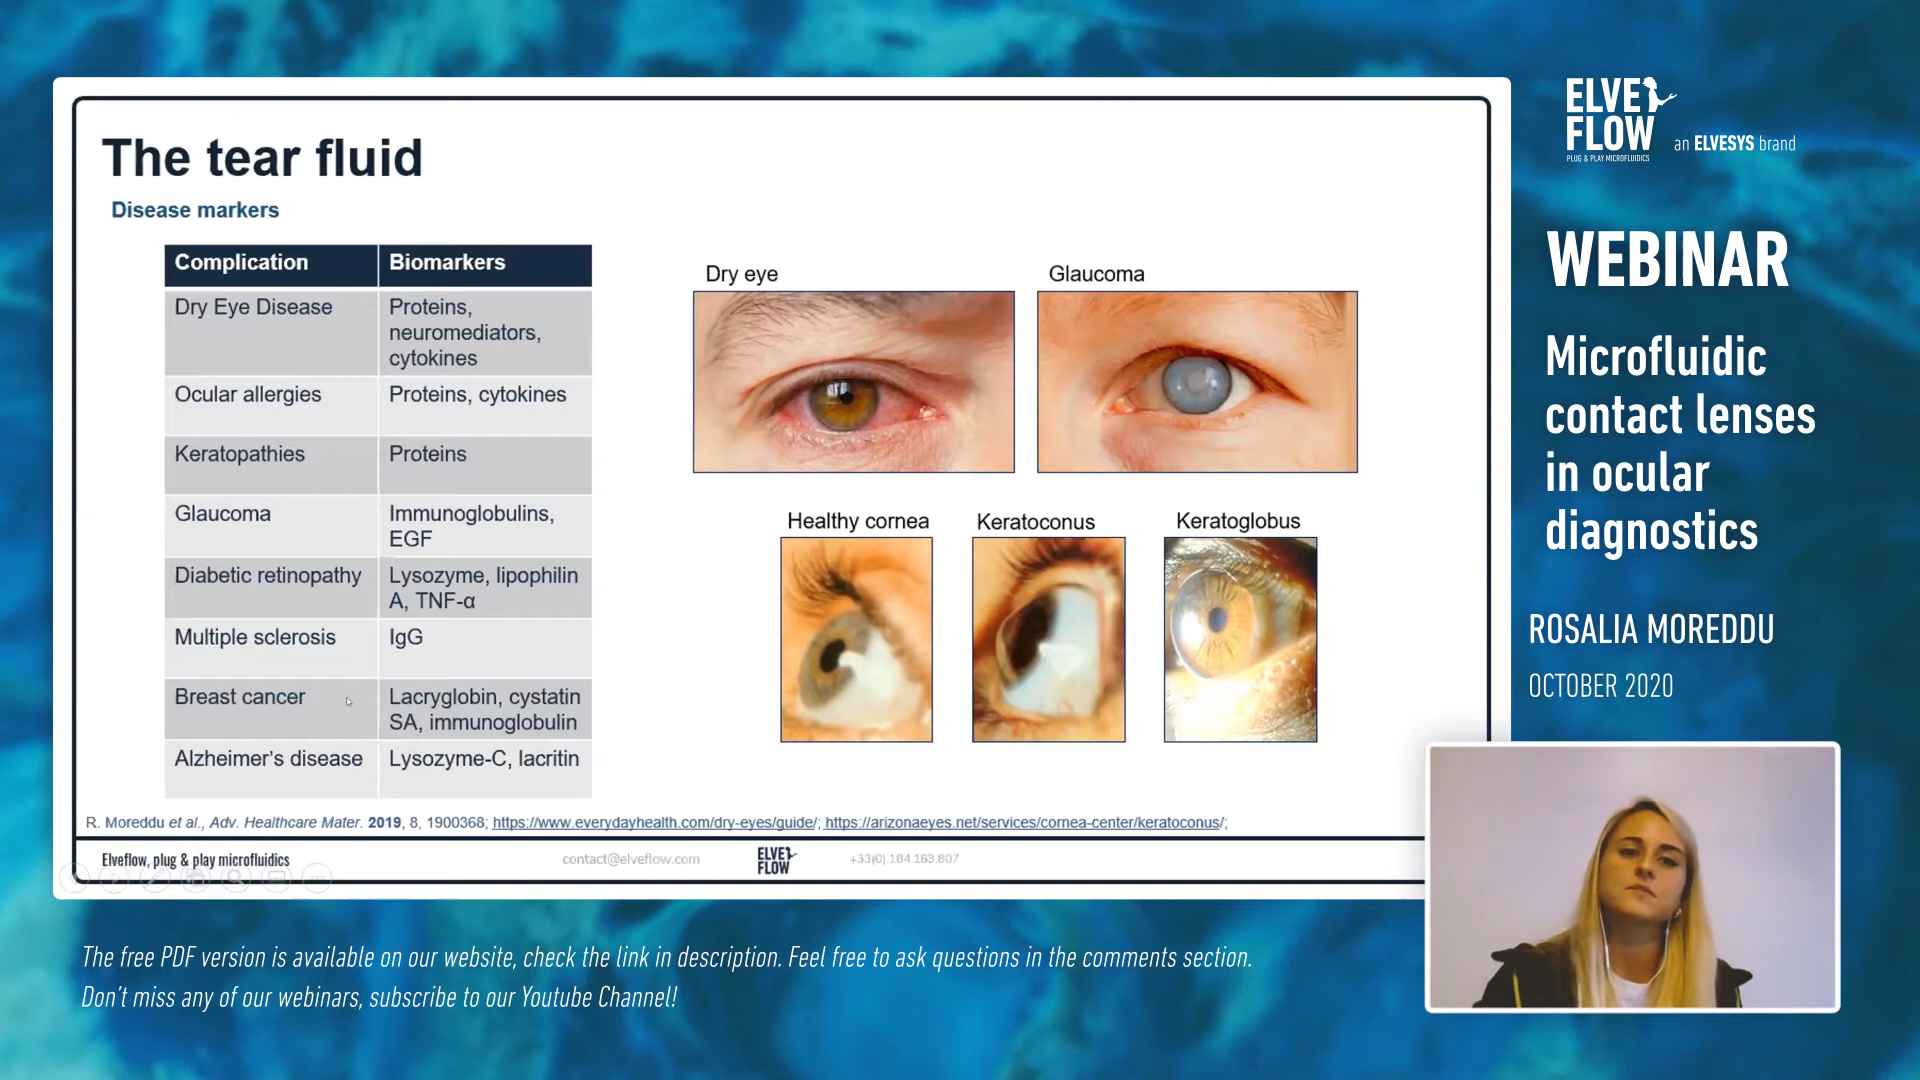 The tear fluid
Disease markers
Complication
Biomarkers
Dry Eye Disease
Proteins,
neuromediators,
cytokines
Ocular allergies
Proteins, cytokines
Keratopathies
Proteins
Glaucoma
Immunoglobulins,
EGF
Diabetic retinopathy
Lysozyme, lipophilin
A, TNF-α
Multiple sclerosis
IgG
Breast cancer
Lacryglobin, cystatin
SA, immunoglobulin
Alzheimer's disease
Lysozyme-C, lacritin
Dry eye
Glaucoma
Healthy cornea
Keratoconus
Keratoglobus
R. Moreddu et al., Adv. Healthcare Mater. 2019, 8, 1900368; https://www.everydayhealth.com/dry-eyes/guide/; https://arizonaeyes.net/services/cornea-center/keratoconus/;
Elveflow, plug & play microfluidics
contact@elveflow.com
ELVE
FLOW
+33(0).184.163.807
ELVE
FLOW
PLUG & PLAY MICROFLUIDICS
an ELVESYS brand
WEBINAR
Microfluidic
contact lenses
in ocular
diagnostics
ROSALIA MOREDDU
OCTOBER 2020
The free PDF version is available on our website, check the link in description. Feel free to ask questions in the comments section.
Don't miss any of our webinars, subscribe to our Youtube Channel!